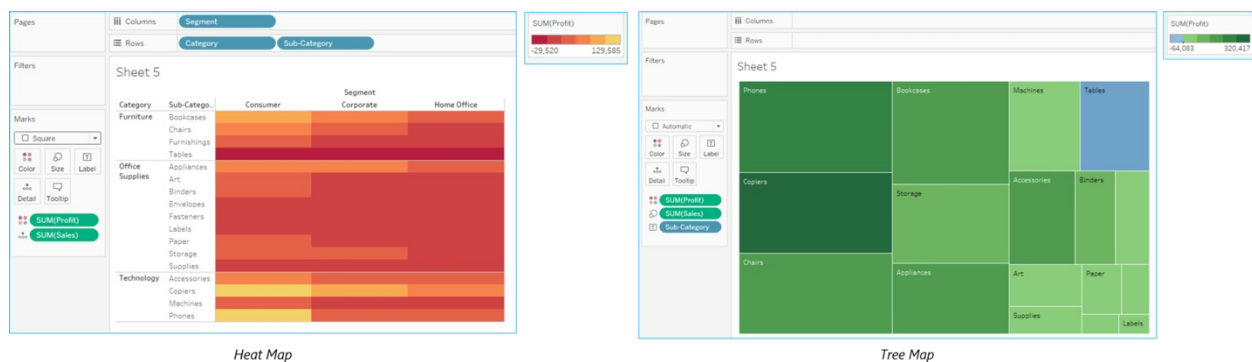 Pages
Columns
Segment
Rows
Category
Sub-Category
Filters
Sheet 5
Marks
Square
Color
Size
Label
Detail
Tooltip
SUM(Profit)
SUM(Sales)
Segment
Category
Sub-Catego..
Consumer
Corporate
Home Office
Furniture
Bookcases
Chairs
Furnishings
Tables
Office Supplies
Appliances
Art
Binders
Envelopes
Fasteners
Labels
Paper
Storage
Supplies
Technology
Accessories
Copiers
Machines
Phones
SUM(Profit)
-29,520
129,585
Heat Map
Pages
Columns
Rows
Filters
Sheet 5
Marks
Automatic
Color
Size
Label
Detail
Tooltip
SUM(Profit)
SUM(Sales)
Sub-Category
Phones
Bookcases
Machines
Tables
Copiers
Storage
Accessories
Binders
Chairs
Appliances
Art
Paper
Supplies
Labels
SUM(Profit)
-64,083
320,417
Tree Map